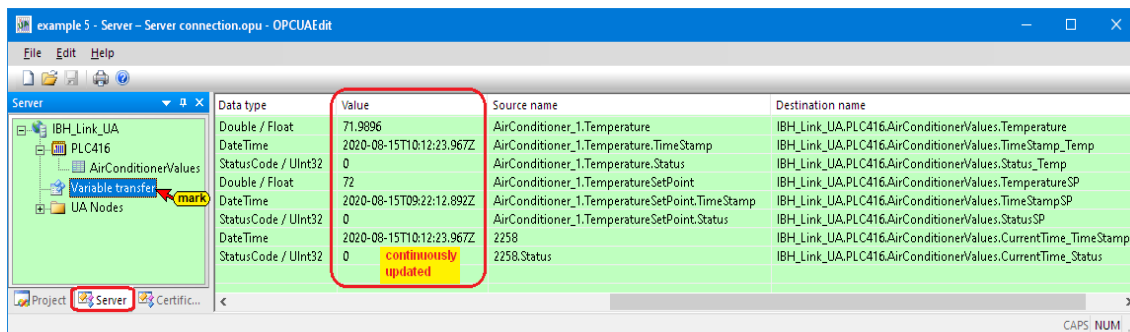 example 5 - Server – Server connection.opu - OPCUAEdit
File Edit Help
Server
IBH_Link_UA
PLC416
AirConditionerValues
Variable transfer
mark
UA Nodes
Project Server Certific...
Data type Value Source name Destination name
Double / Float 71.9896 AirConditioner_1.Temperature IBH_Link_UA.PLC416.AirConditionerValues.Temperature
DateTime 2020-08-15T10:12:23.967Z AirConditioner_1.Temperature.TimeStamp IBH_Link_UA.PLC416.AirConditionerValues.TimeStamp_Temp
StatusCode / UInt32 0 AirConditioner_1.Temperature.Status IBH_Link_UA.PLC416.AirConditionerValues.Status_Temp
Double / Float 72 AirConditioner_1.TemperatureSetPoint IBH_Link_UA.PLC416.AirConditionerValues.TemperatureSP
DateTime 2020-08-15T09:22:12.892Z AirConditioner_1.TemperatureSetPoint.TimeStamp IBH_Link_UA.PLC416.AirConditionerValues.TimeStampSP
StatusCode / UInt32 0 AirConditioner_1.TemperatureSetPoint.Status IBH_Link_UA.PLC416.AirConditionerValues.StatusSP
DateTime 2020-08-15T10:12:23.967Z 2258 IBH_Link_UA.PLC416.AirConditionerValues.CurrentTime_TimeStamp
StatusCode / UInt32 0 2258.Status IBH_Link_UA.PLC416.AirConditionerValues.CurrentTime_Status
continuously
updated
CAPS NUM